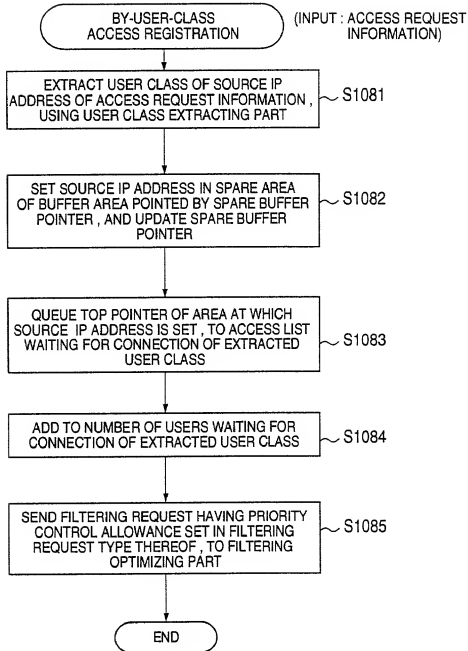 BY-USER-CLASS
ACCESS REGISTRATION
(INPUT : ACCESS REQUEST
INFORMATION)
EXTRACT USER CLASS OF SOURCE IP
ADDRESS OF ACCESS REQUEST INFORMATION ,
USING USER CLASS EXTRACTING PART
S1081
SET SOURCE IP ADDRESS IN SPARE AREA
OF BUFFER AREA POINTED BY SPARE BUFFER
POINTER , AND UPDATE SPARE BUFFER
POINTER
S1082
QUEUE TOP POINTER OF AREA AT WHICH
SOURCE IP ADDRESS IS SET , TO ACCESS LIST
WAITING FOR CONNECTION OF EXTRACTED
USER CLASS
S1083
ADD TO NUMBER OF USERS WAITING FOR
CONNECTION OF EXTRACTED USER CLASS
S1084
SEND FILTERING REQUEST HAVING PRIORITY
CONTROL ALLOWANCE SET IN FILTERING
REQUEST TYPE THEREOF , TO FILTERING
OPTIMIZING PART
S1085
END